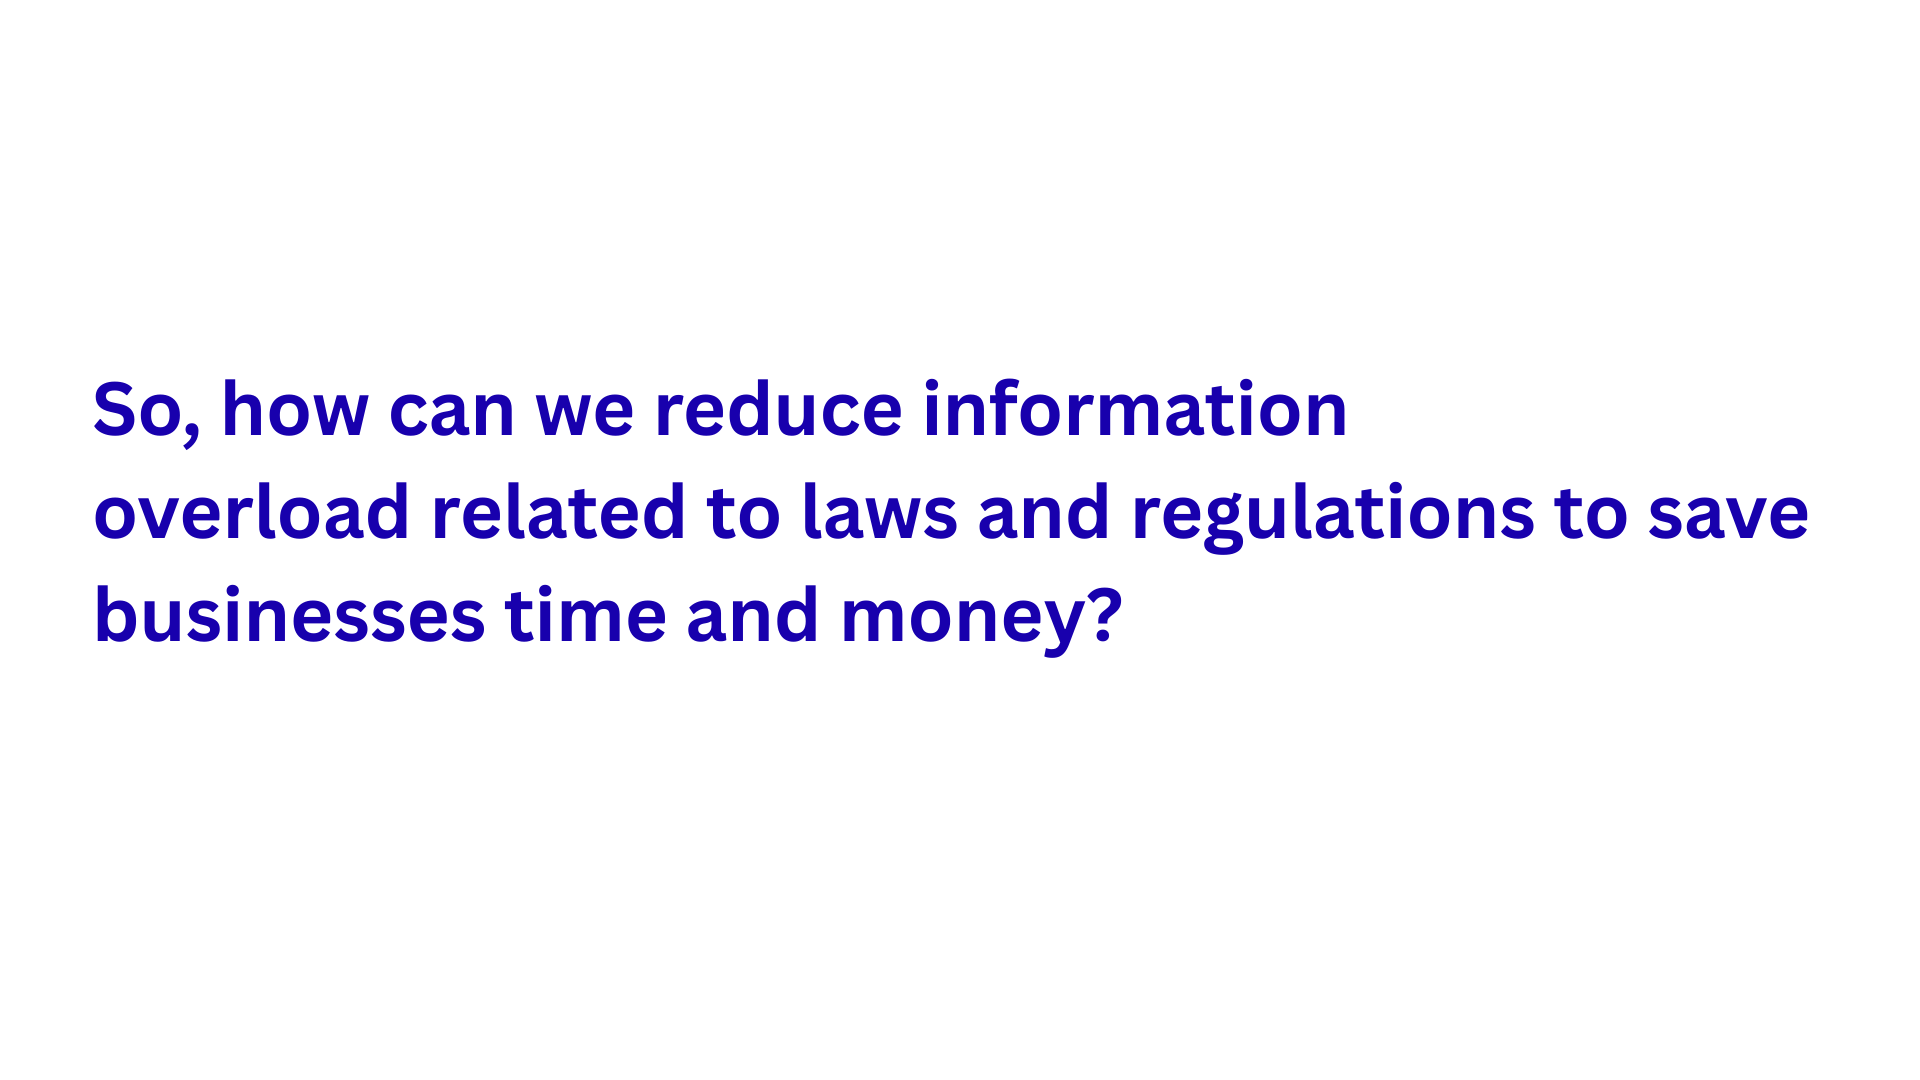 So, how can we reduce information
overload related to laws and regulations to save
businesses time and money?